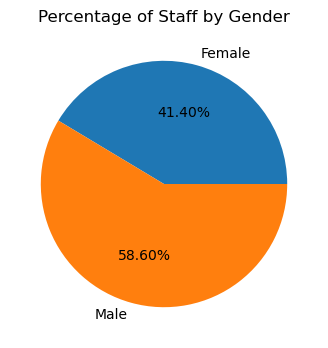 Percentage of Staff by Gender
Female
41.40%
58.60%
Male